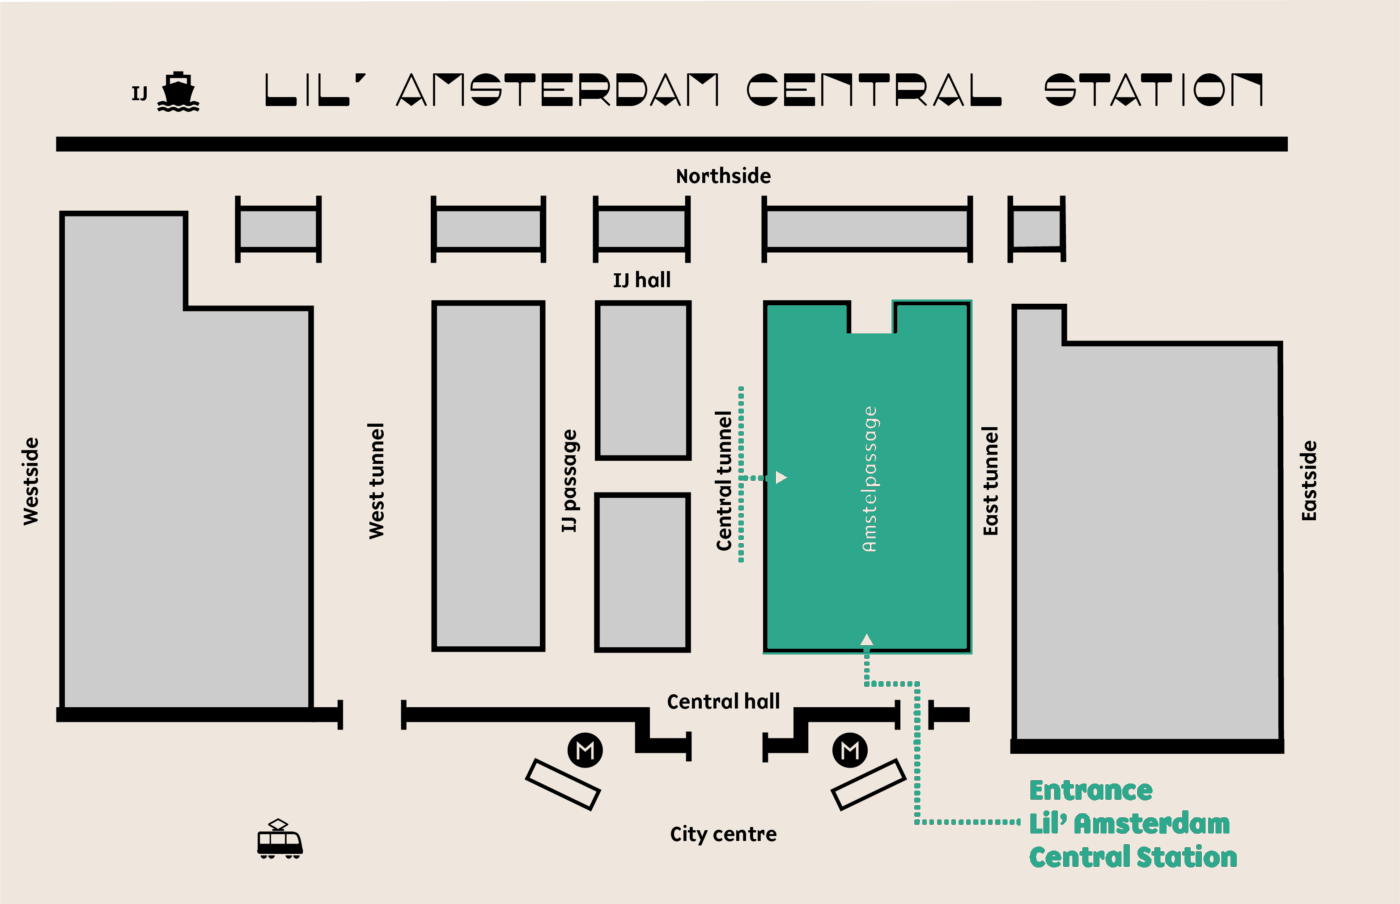 IJ
LIL' AMSTERDAM CENTRAL STATION
Northside
IJ hall
Westside
West tunnel
IJ passage
Central tunnel
Amstelpassage
East tunnel
Eastside
Central hall
M
M
City centre
Entrance
Lil' Amsterdam
Central Station